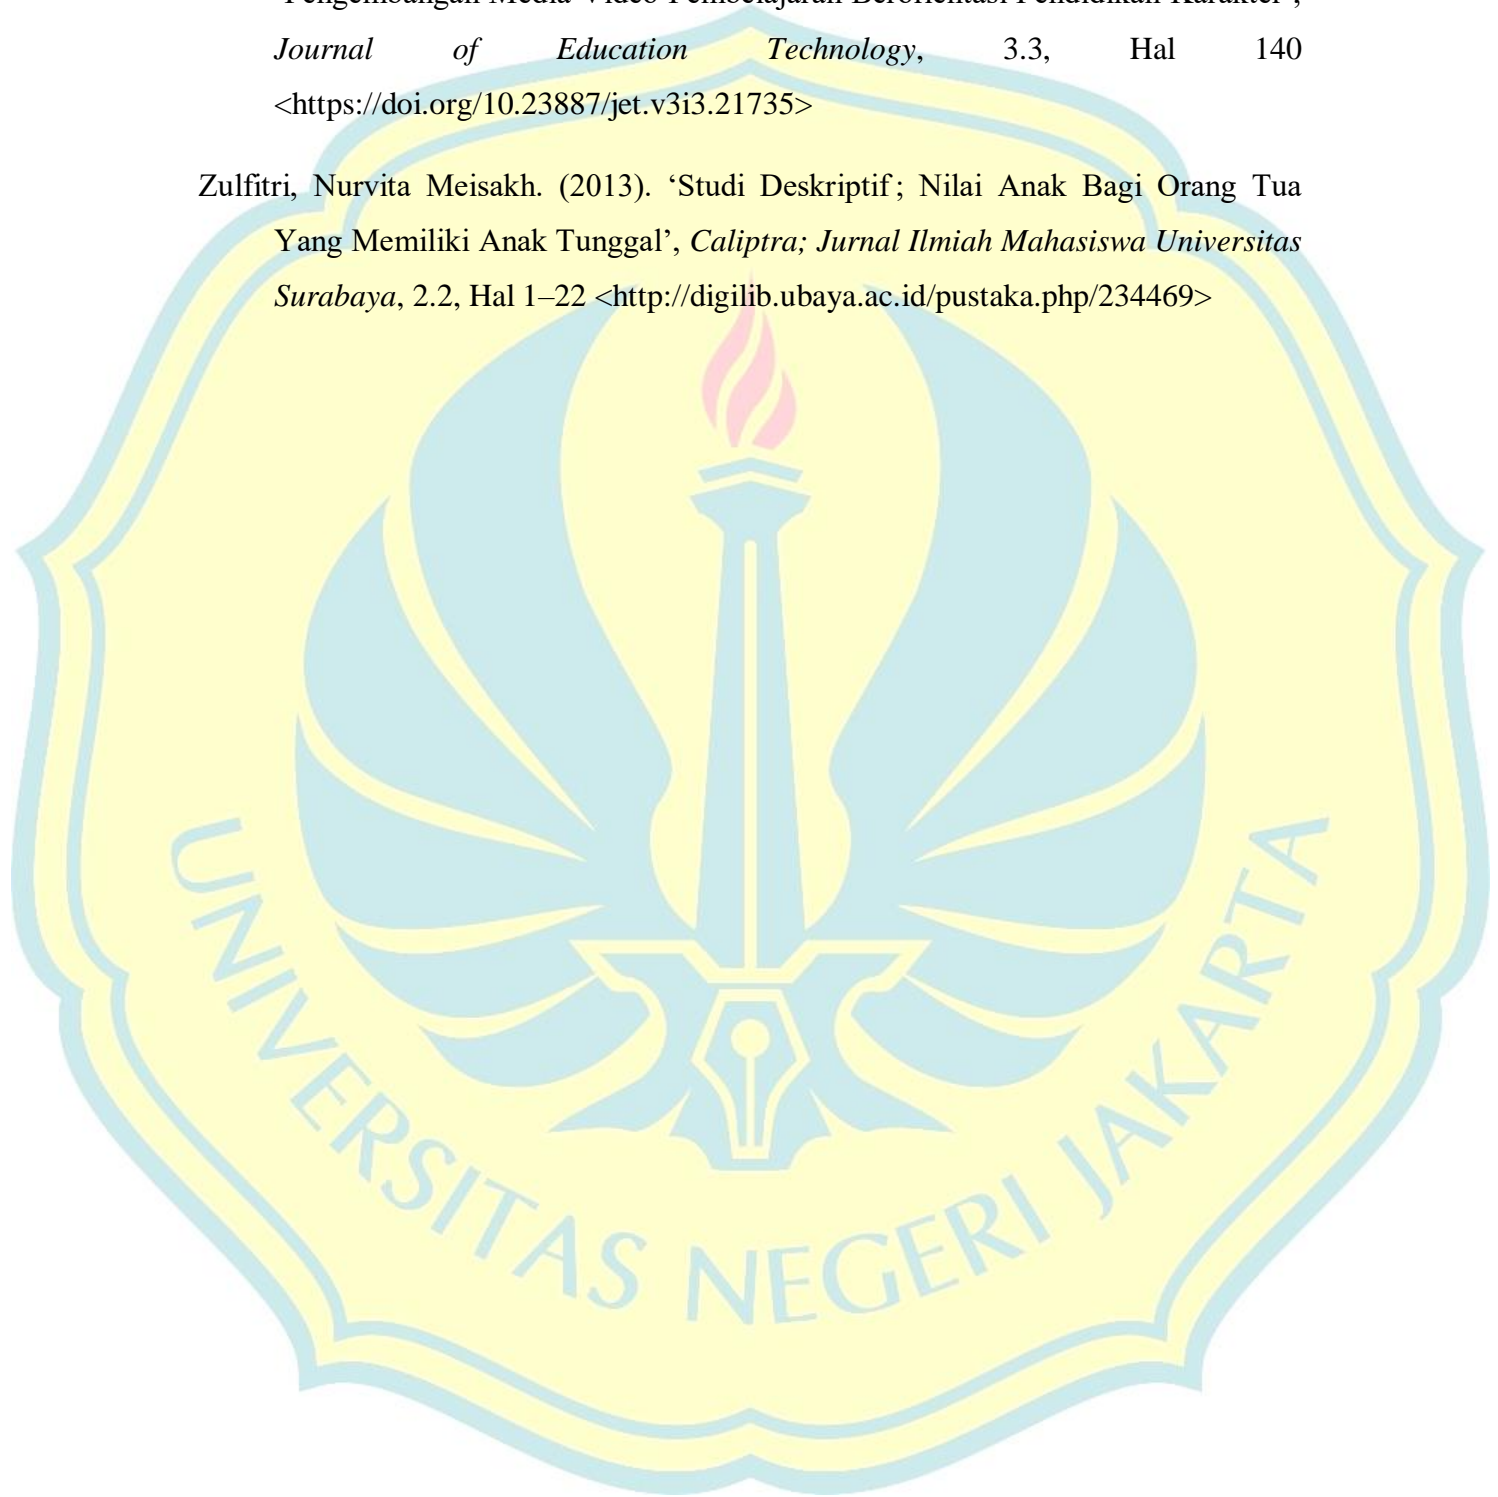 Pengembangan Media Video Pembelajaran Berorientasi Pendidikan Karakter’,
Journal of Education Technology, 3.3, Hal 140
<https://doi.org/10.23887/jet.v3i3.21735>
Zulfitri, Nurvita Meisakh. (2013). ‘Studi Deskriptif; Nilai Anak Bagi Orang Tua
Yang Memiliki Anak Tunggal’, Caliptra; Jurnal Ilmiah Mahasiswa Universitas
Surabaya, 2.2, Hal 1–22 <http://digilib.ubaya.ac.id/pustaka.php/234469>
UNIVERSITAS NEGERI JAKARTA